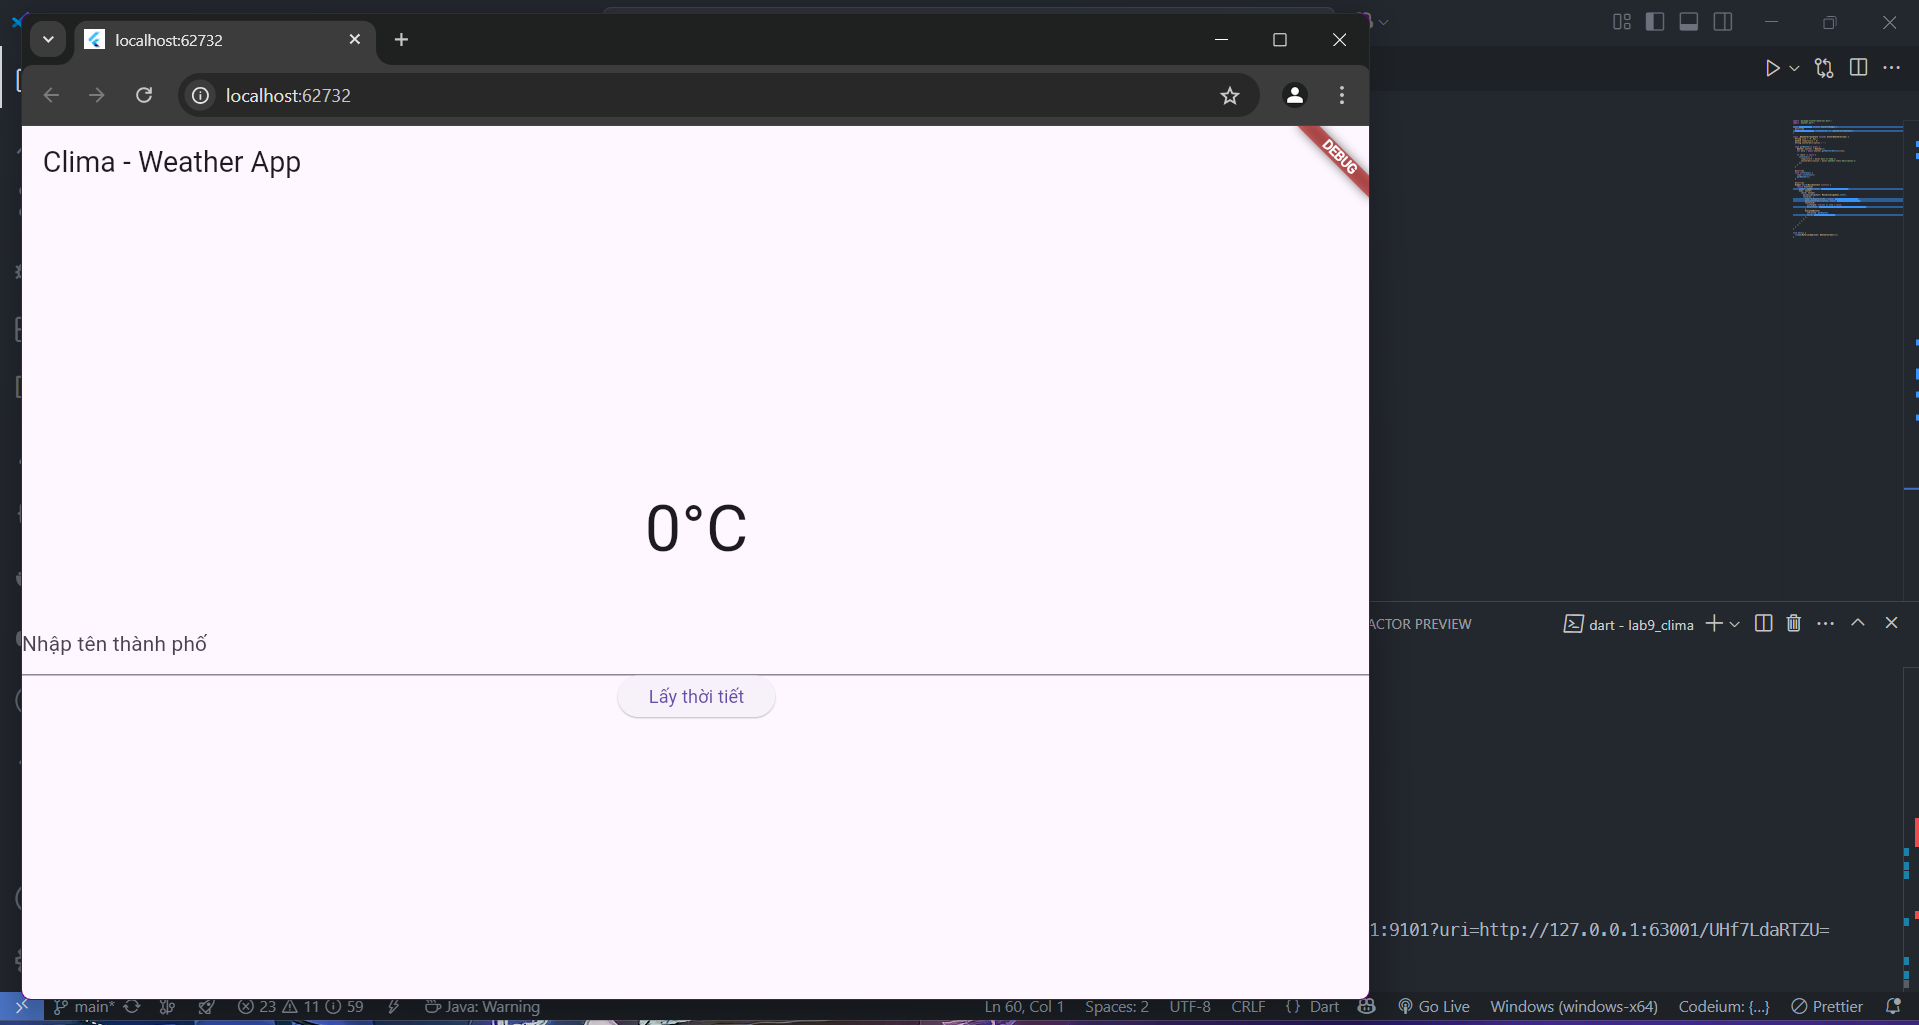 localhost:62732
localhost:62732
Clima - Weather App
DEBUG
0°C
Nhập tên thành phố
Lấy thời tiết
ACTOR PREVIEW
dart - lab9_clima
1:9101?uri=http://127.0.0.1:63001/UHf7LdaRTZU=
main* 23 11 59 Java: Warning Ln 60, Col 1 Spaces: 2 UTF-8 CRLF {} Dart Go Live Windows (windows-x64) Codeium: {...} Prettier